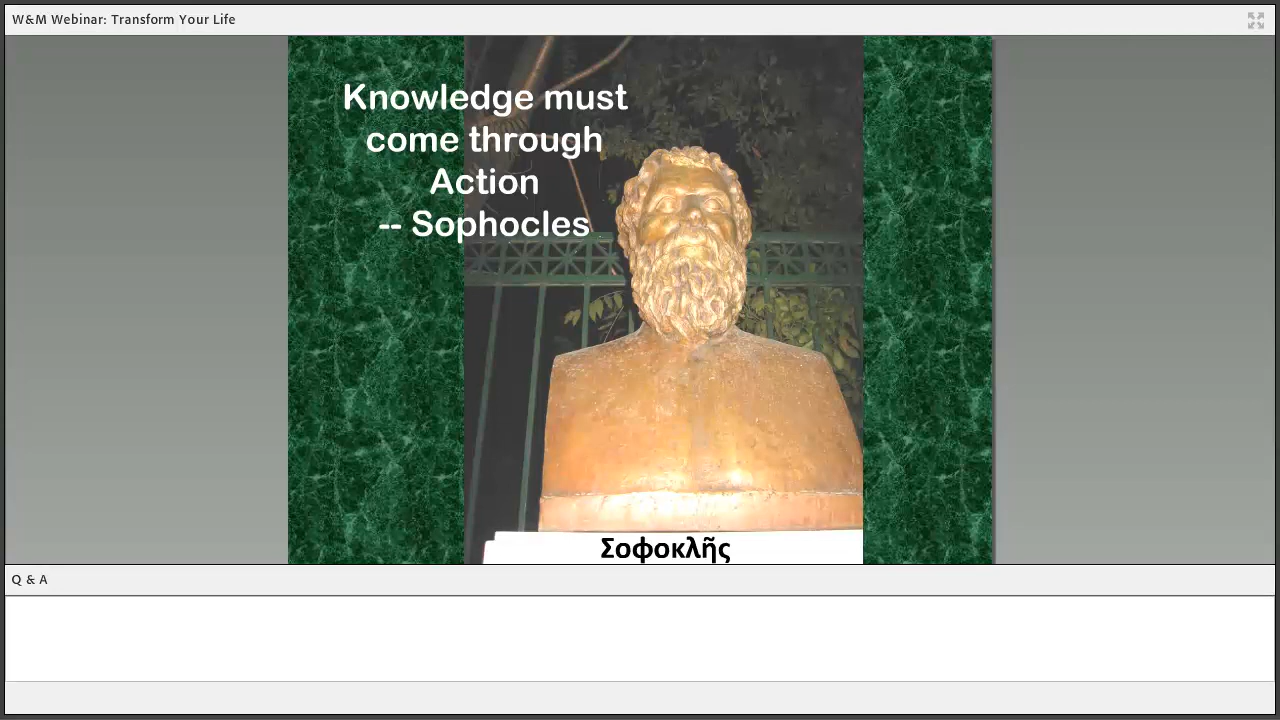 W&M Webinar: Transform Your Life
Knowledge must
come through
Action
-- Sophocles
Σοφοκλῆς
Q & A